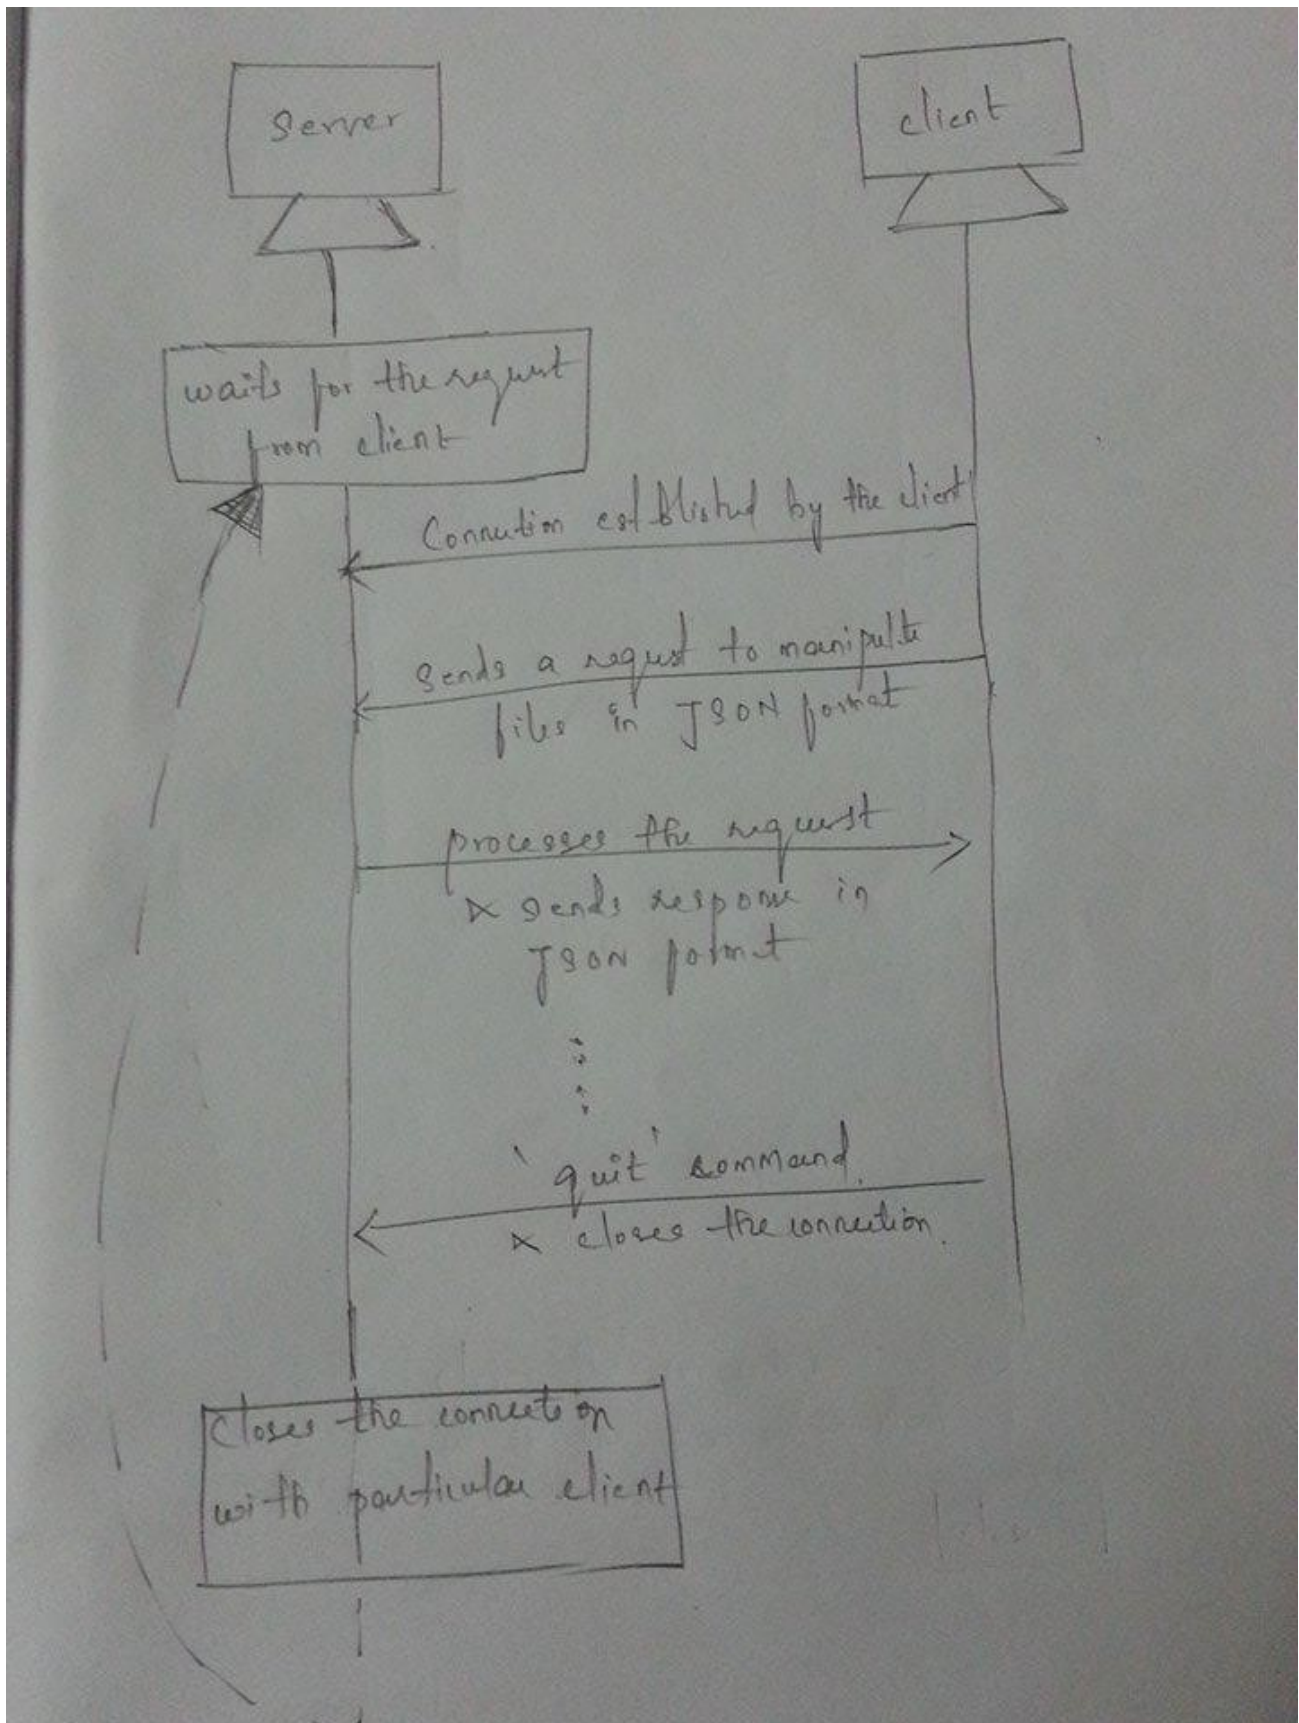 Server
client
waits for the request
from client
Connection established by the client
Sends a request to manipulate
files in JSON format
processes the request
& sends response in
JSON format
'quit' command.
& closes the connection.
Closes the connection
with particular client